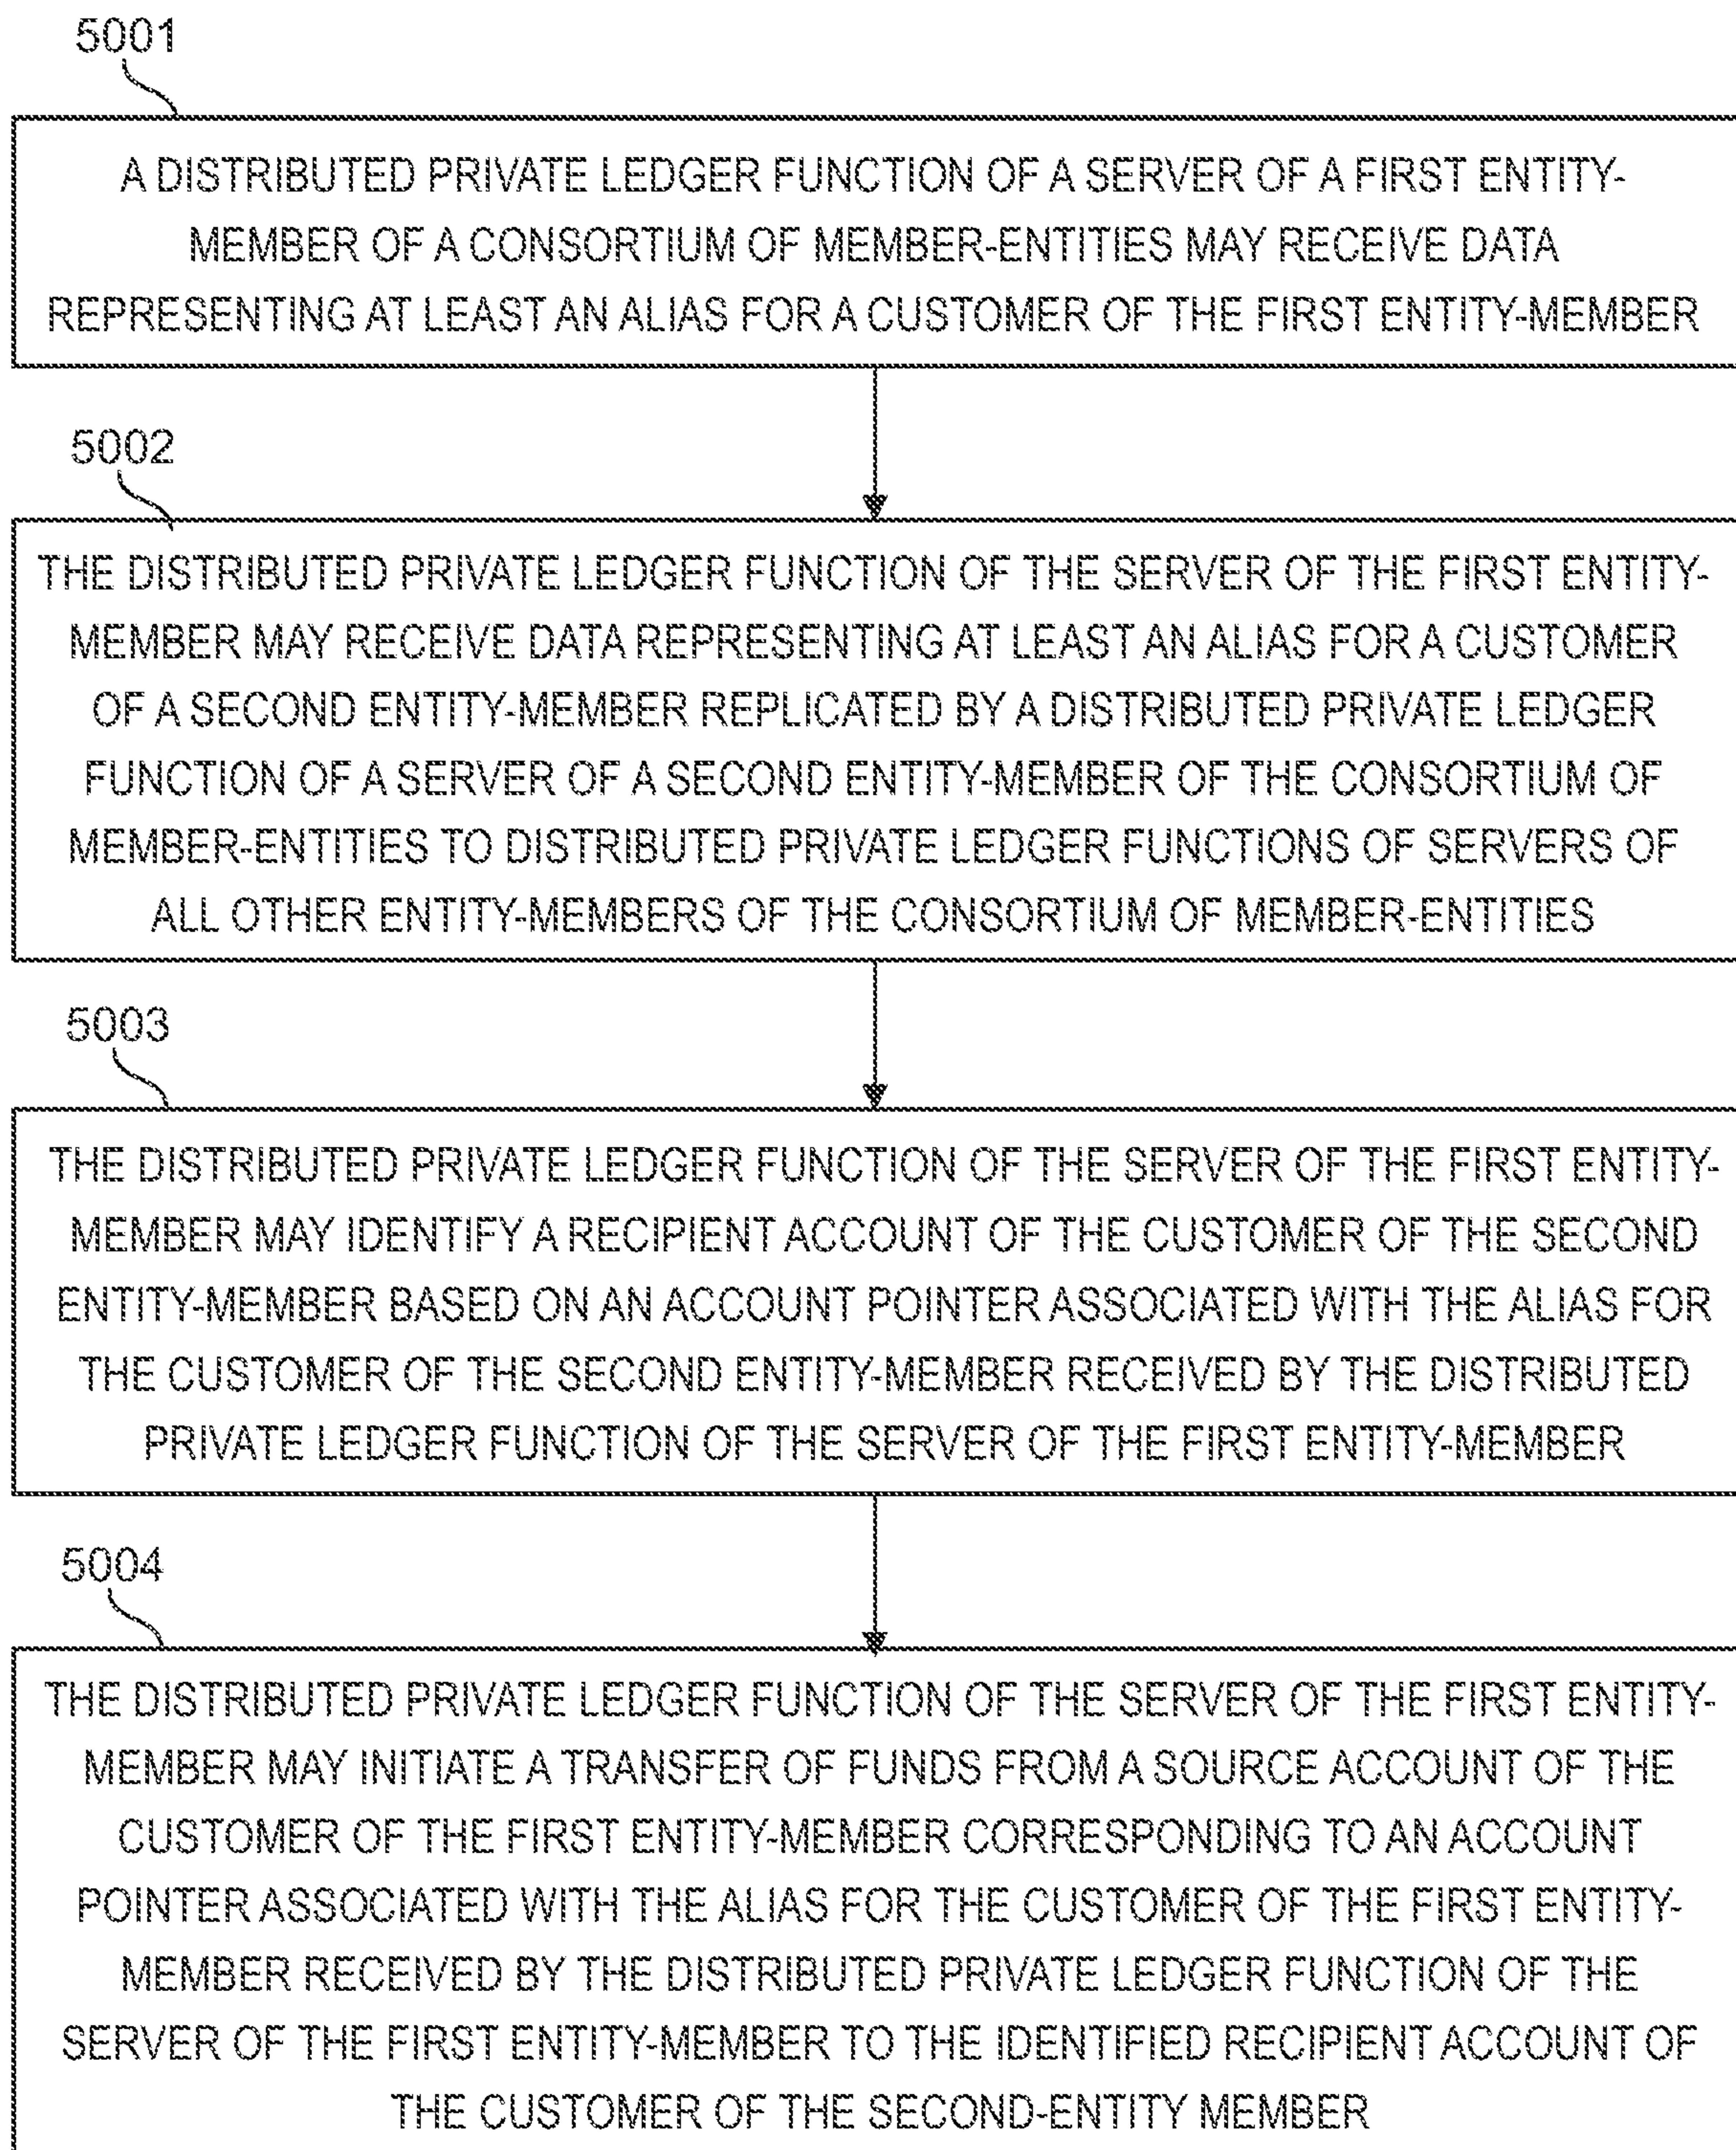 5001
A DISTRIBUTED PRIVATE LEDGER FUNCTION OF A SERVER OF A FIRST ENTITY-
MEMBER OF A CONSORTIUM OF MEMBER-ENTITIES MAY RECEIVE DATA
REPRESENTING AT LEAST AN ALIAS FOR A CUSTOMER OF THE FIRST ENTITY-MEMBER
5002
THE DISTRIBUTED PRIVATE LEDGER FUNCTION OF THE SERVER OF THE FIRST ENTITY-
MEMBER MAY RECEIVE DATA REPRESENTING AT LEAST AN ALIAS FOR A CUSTOMER
OF A SECOND ENTITY-MEMBER REPLICATED BY A DISTRIBUTED PRIVATE LEDGER
FUNCTION OF A SERVER OF A SECOND ENTITY-MEMBER OF THE CONSORTIUM OF
MEMBER-ENTITIES TO DISTRIBUTED PRIVATE LEDGER FUNCTIONS OF SERVERS OF
ALL OTHER ENTITY-MEMBERS OF THE CONSORTIUM OF MEMBER-ENTITIES
5003
THE DISTRIBUTED PRIVATE LEDGER FUNCTION OF THE SERVER OF THE FIRST ENTITY-
MEMBER MAY IDENTIFY A RECIPIENT ACCOUNT OF THE CUSTOMER OF THE SECOND
ENTITY-MEMBER BASED ON AN ACCOUNT POINTER ASSOCIATED WITH THE ALIAS FOR
THE CUSTOMER OF THE SECOND ENTITY-MEMBER RECEIVED BY THE DISTRIBUTED
PRIVATE LEDGER FUNCTION OF THE SERVER OF THE FIRST ENTITY-MEMBER
5004
THE DISTRIBUTED PRIVATE LEDGER FUNCTION OF THE SERVER OF THE FIRST ENTITY-
MEMBER MAY INITIATE A TRANSFER OF FUNDS FROM A SOURCE ACCOUNT OF THE
CUSTOMER OF THE FIRST ENTITY-MEMBER CORRESPONDING TO AN ACCOUNT
POINTER ASSOCIATED WITH THE ALIAS FOR THE CUSTOMER OF THE FIRST ENTITY-
MEMBER RECEIVED BY THE DISTRIBUTED PRIVATE LEDGER FUNCTION OF THE
SERVER OF THE FIRST ENTITY-MEMBER TO THE IDENTIFIED RECIPIENT ACCOUNT OF
THE CUSTOMER OF THE SECOND-ENTITY MEMBER